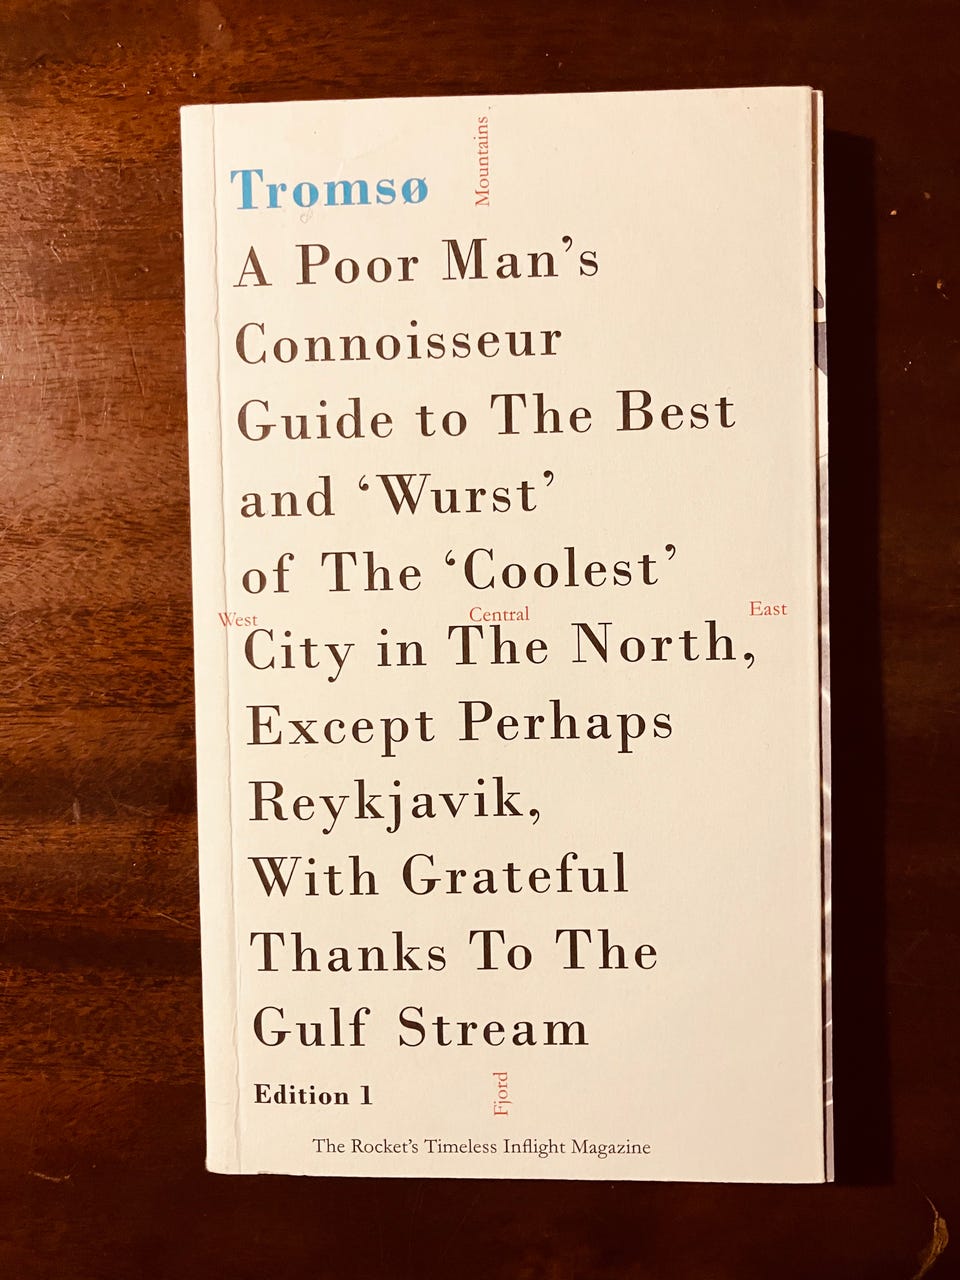 Mountains
Tromsø
A Poor Man’s
Connoisseur
Guide to The Best
and ‘Wurst’
of The ‘Coolest’
West Central East
City in The North,
Except Perhaps
Reykjavik,
With Grateful
Thanks To The
Gulf Stream
Edition 1
Fjord
The Rocket’s Timeless Inflight Magazine